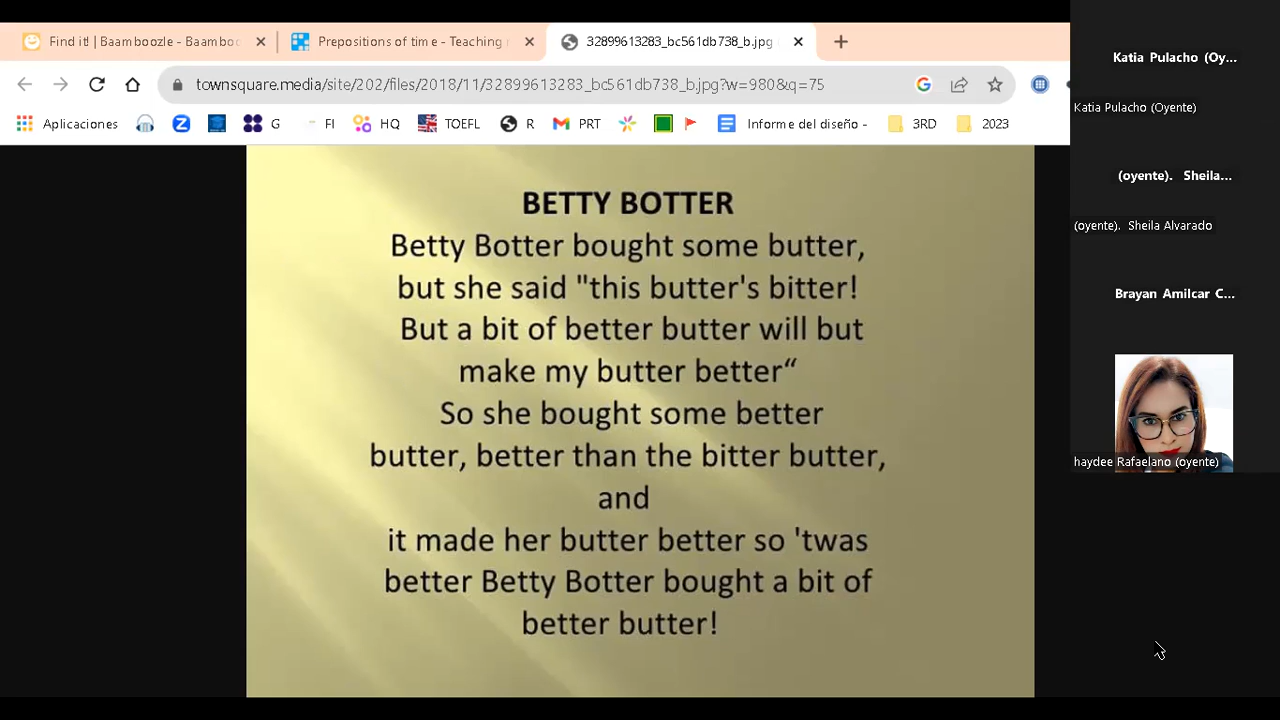 Find it! | Baamboozle - Baamboo
Prepositions of time - Teaching r
32899613283_bc561db738_b.jpg
townsquare.media/site/202/files/2018/11/32899613283_bc561db738_b.jpg?w=980&q=75
Aplicaciones
G
FI
HQ
TOEFL
R
PRT
Informe del diseño -
3RD
2023
BETTY BOTTER
Betty Botter bought some butter,
but she said "this butter's bitter!
But a bit of better butter will but
make my butter better“
So she bought some better
butter, better than the bitter butter,
and
it made her butter better so 'twas
better Betty Botter bought a bit of
better butter!
Katia Pulacho (Oy...
Katia Pulacho (Oyente)
(oyente). Sheila...
(oyente). Sheila Alvarado
Brayan Amilcar C...
haydee Rafaelano (oyente)